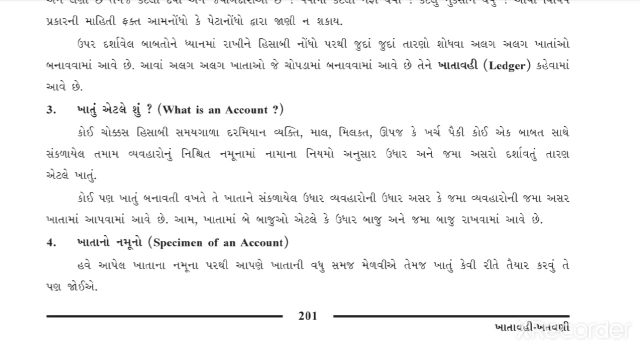 પ્રકારની માહિતી ફક્ત આમનોંધો કે પેટાનોંધો દ્વારા જાણી ન શકાય.
ઉપર દર્શાવેલ બાબતોને ધ્યાનમાં રાખીને હિસાબી નોંધો પરથી જુદાં જુદાં તારણો શોધવા અલગ અલગ ખાતાંઓ
બનાવવામાં આવે છે. આવાં અલગ અલગ ખાતાઓ જે ચોપડામાં બનાવવામાં આવે છે તેને ખાતાવહી (Ledger) કહેવામાં
આવે છે.
3. ખાતું એટલે શું ? (What is an Account ?)
કોઈ ચોક્કસ હિસાબી સમયગાળા દરમિયાન વ્યક્તિ, માલ, મિલકત, ઊપજ કે ખર્ચ પૈકી કોઈ એક બાબત સાથે
સંકળાયેલ તમામ વ્યવહારોનું નિશ્ચિત નમૂનામાં નામાના નિયમો અનુસાર ઉધાર અને જમા અસરો દર્શાવતું તારણ
એટલે ખાતું.
કોઈ પણ ખાતું બનાવતી વખતે તે ખાતાને સંકળાયેલ ઉધાર વ્યવહારોની ઉધાર અસર કે જમા વ્યવહારોની જમા અસર
ખાતામાં આપવામાં આવે છે. આમ, ખાતામાં બે બાજુઓ એટલે કે ઉધાર બાજુ અને જમા બાજુ રાખવામાં આવે છે.
4. ખાતાનો નમૂનો (Specimen of an Account)
હવે આપેલ ખાતાના નમૂના પરથી આપણે ખાતાની વધુ સમજ મેળવીએ તેમજ ખાતું કેવી રીતે તૈયાર કરવું તે
પણ જોઈએ.
201
ખાતાવહી-ખતવણી
XRecorder